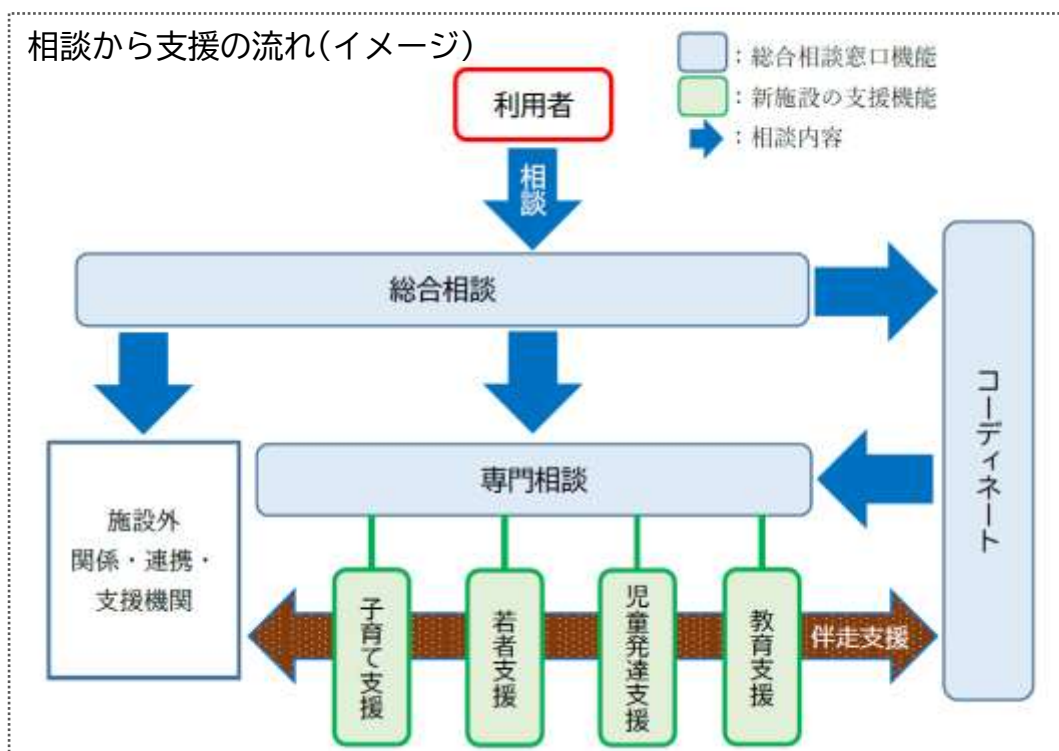 相談から支援の流れ(イメージ)
：総合相談窓口機能
：新施設の支援機能
：相談内容
利用者
相談
総合相談
コーディネート
専門相談
施設外
関係・連携・
支援機関
子育て支援
若者支援
児童発達支援
教育支援
伴走支援